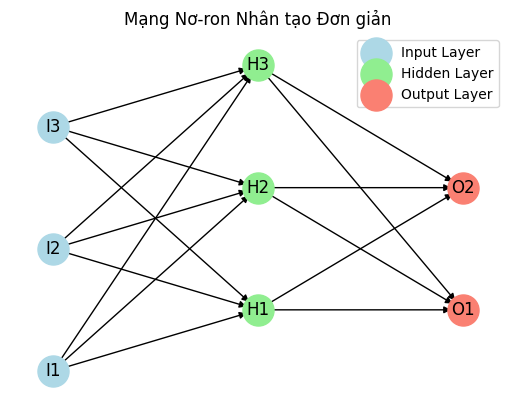 Mạng Nơ-ron Nhân tạo Đơn giản
Input Layer
Hidden Layer
Output Layer
H3
I3
H2
O2
I2
H1
O1
I1